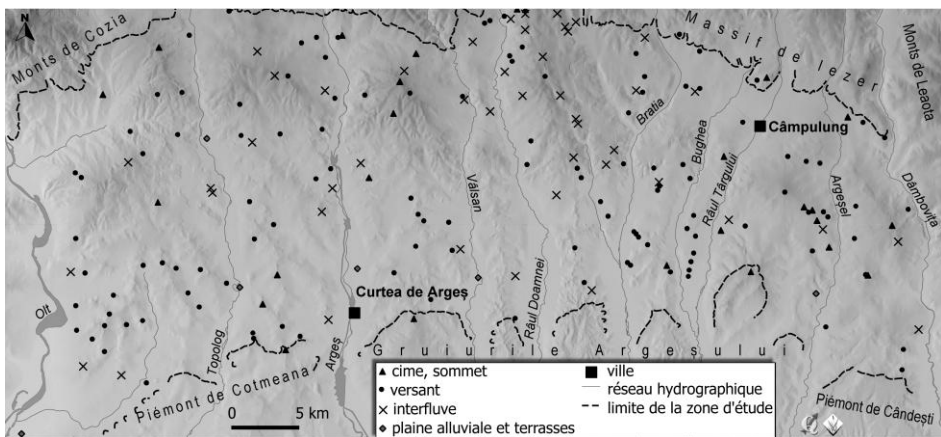 N
Monts de Cozia
Massif de Iezer
Monts de Leaota
Câmpulung
Bratia
Bughea
Râul Târgului
Argeșel
Dâmbovița
Vâlsan
Râul Doamnei
Olt
Topolog
Argeș
Curtea de Argeș
Gruiurile Argeșului
Piémont de Cotmeana
Piémont de Cândești
0 5 km
cime, sommet
versant
interfluve
plaine alluviale et terrasses
ville
réseau hydrographique
limite de la zone d'étude